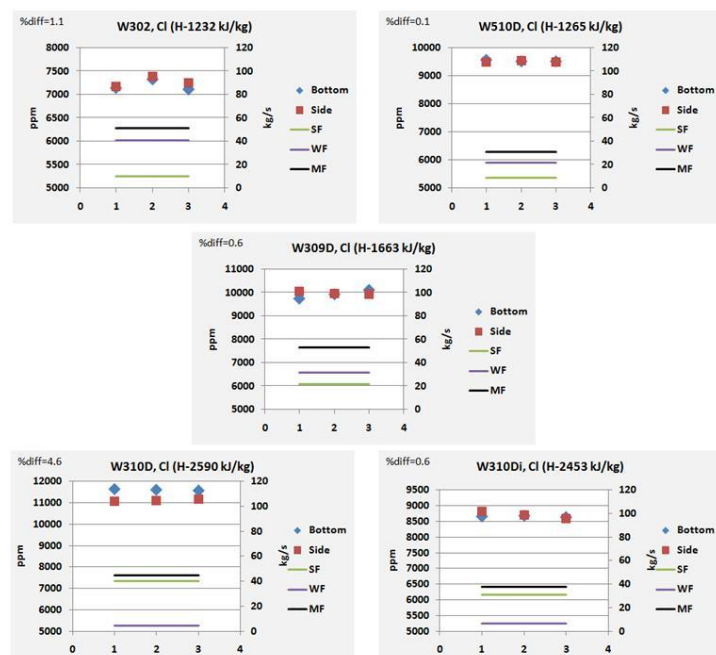 %diff=1.1
W302, Cl (H-1232 kJ/kg)
8000
7500
7000
6500
6000
5500
5000
ppm
120
100
80
60
40
20
0
kg/s
0 1 2 3 4
Bottom
Side
SF
WF
MF
%diff=0.1
W510D, Cl (H-1265 kJ/kg)
10000
9000
8000
7000
6000
5000
ppm
120
100
80
60
40
20
0
kg/s
0 1 2 3 4
Bottom
Side
SF
WF
MF
%diff=0.6
W309D, Cl (H-1663 kJ/kg)
11000
10000
9000
8000
7000
6000
5000
ppm
120
100
80
60
40
20
0
kg/s
0 1 2 3 4
Bottom
Side
SF
WF
MF
%diff=4.6
W310D, Cl (H-2590 kJ/kg)
12000
11000
10000
9000
8000
7000
6000
5000
ppm
120
100
80
60
40
20
0
kg/s
0 1 2 3 4
Bottom
Side
SF
WF
MF
%diff=0.6
W310Di, Cl (H-2453 kJ/kg)
9500
9000
8500
8000
7500
7000
6500
6000
5500
5000
ppm
120
100
80
60
40
20
0
kg/s
0 1 2 3 4
Bottom
Side
SF
WF
MF